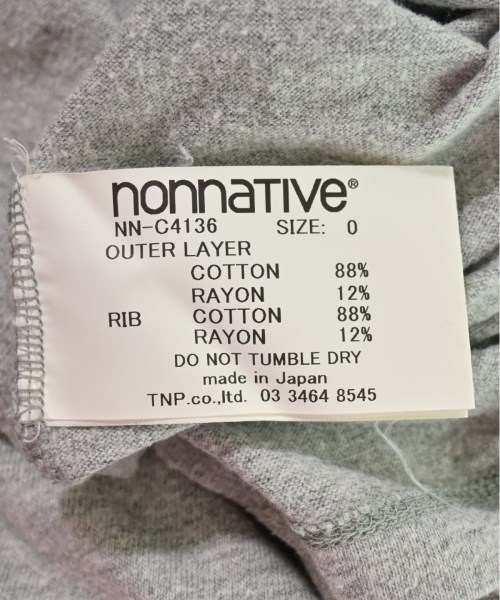 nonnative®
NN-C4136 SIZE: 0
OUTER LAYER
COTTON 88%
RAYON 12%
RIB COTTON 88%
RAYON 12%
DO NOT TUMBLE DRY
made in Japan
TNP.co.,ltd. 03 3464 8545